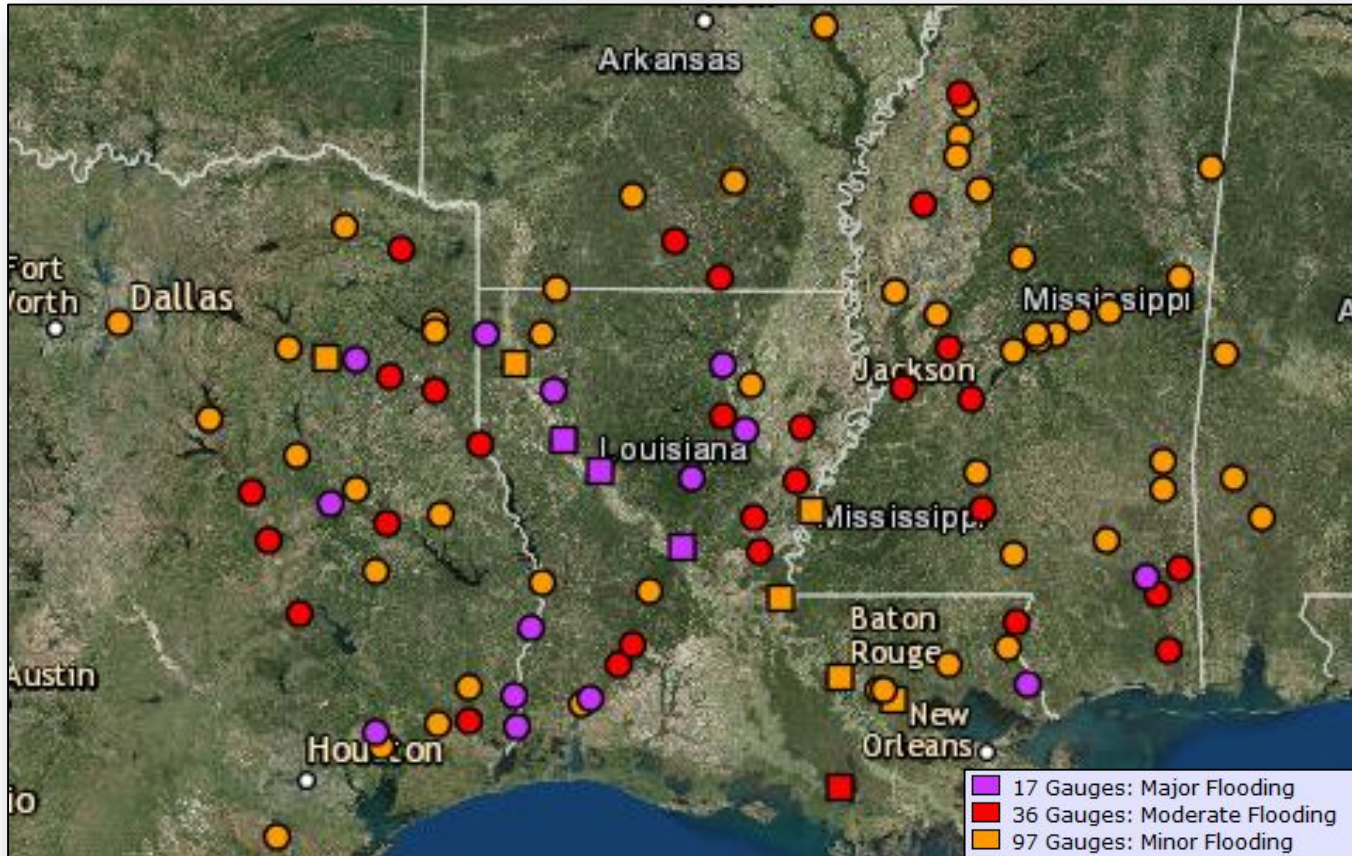 Arkansas
Fort
Worth
Dallas
Mississippi
A
Jackson
Louisiana
Mississippi
Baton
Rouge
Austin
New
Orleans
Houston
io
17 Gauges: Major Flooding
36 Gauges: Moderate Flooding
97 Gauges: Minor Flooding